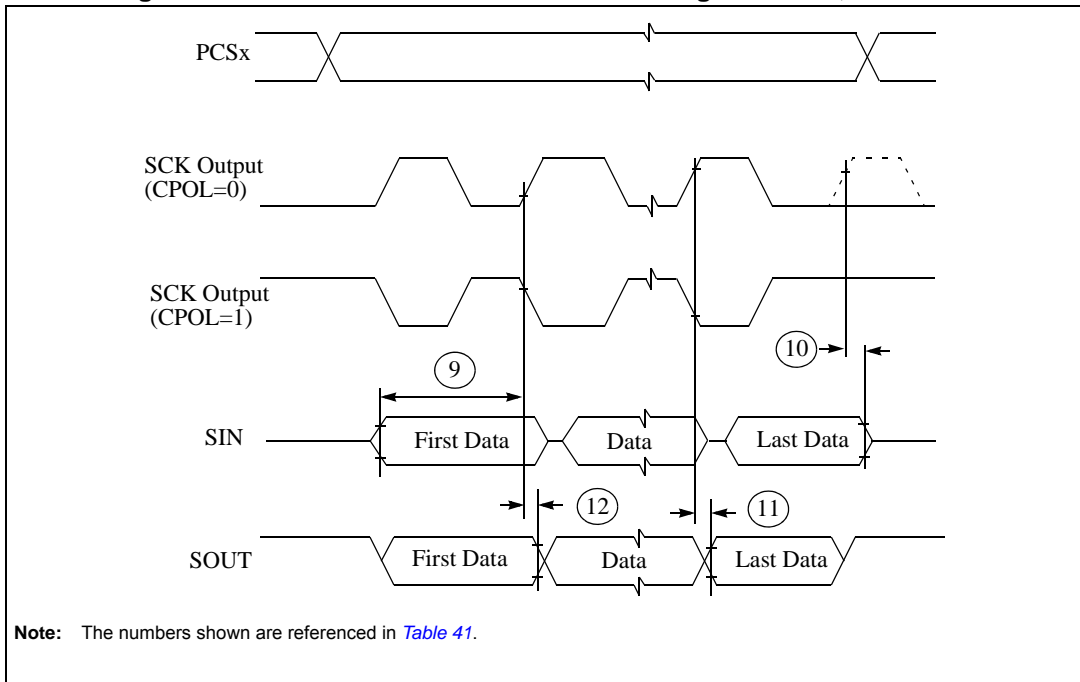 PCSx
SCK Output
(CPOL=0)
SCK Output
(CPOL=1)
10
9
SIN
First Data
Data
Last Data
12
11
SOUT
First Data
Data
Last Data
Note: The numbers shown are referenced in Table 41.